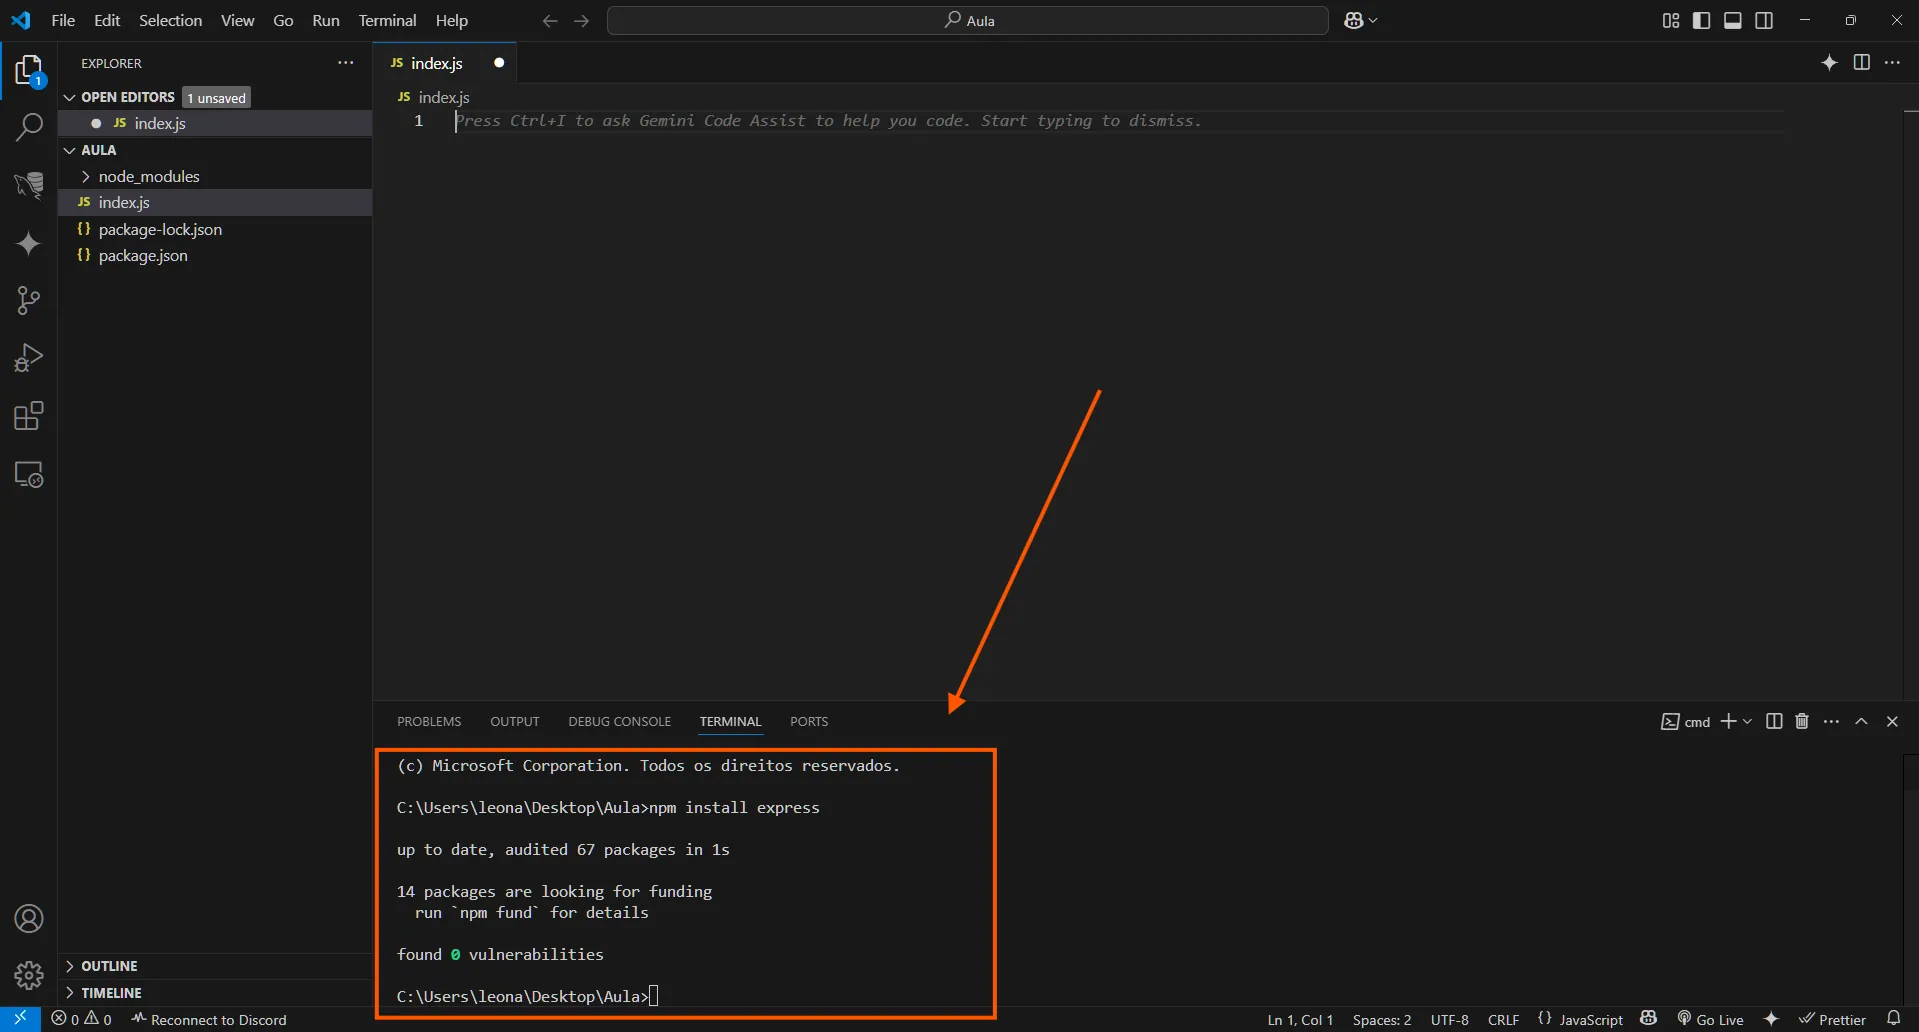 File Edit Selection View Go Run Terminal Help
Aula
1
EXPLORER
OPEN EDITORS 1 unsaved
JS index.js
AULA
node_modules
JS index.js
{} package-lock.json
{} package.json
OUTLINE
TIMELINE
JS index.js
JS index.js
1 Press Ctrl+I to ask Gemini Code Assist to help you code. Start typing to dismiss.
PROBLEMS OUTPUT DEBUG CONSOLE TERMINAL PORTS
cmd
(c) Microsoft Corporation. Todos os direitos reservados.
C:\Users\leona\Desktop\Aula>npm install express
up to date, audited 67 packages in 1s
14 packages are looking for funding
run `npm fund` for details
found 0 vulnerabilities
C:\Users\leona\Desktop\Aula>
0 0 Reconnect to Discord
Ln 1, Col 1 Spaces: 2 UTF-8 CRLF {} JavaScript Go Live Prettier